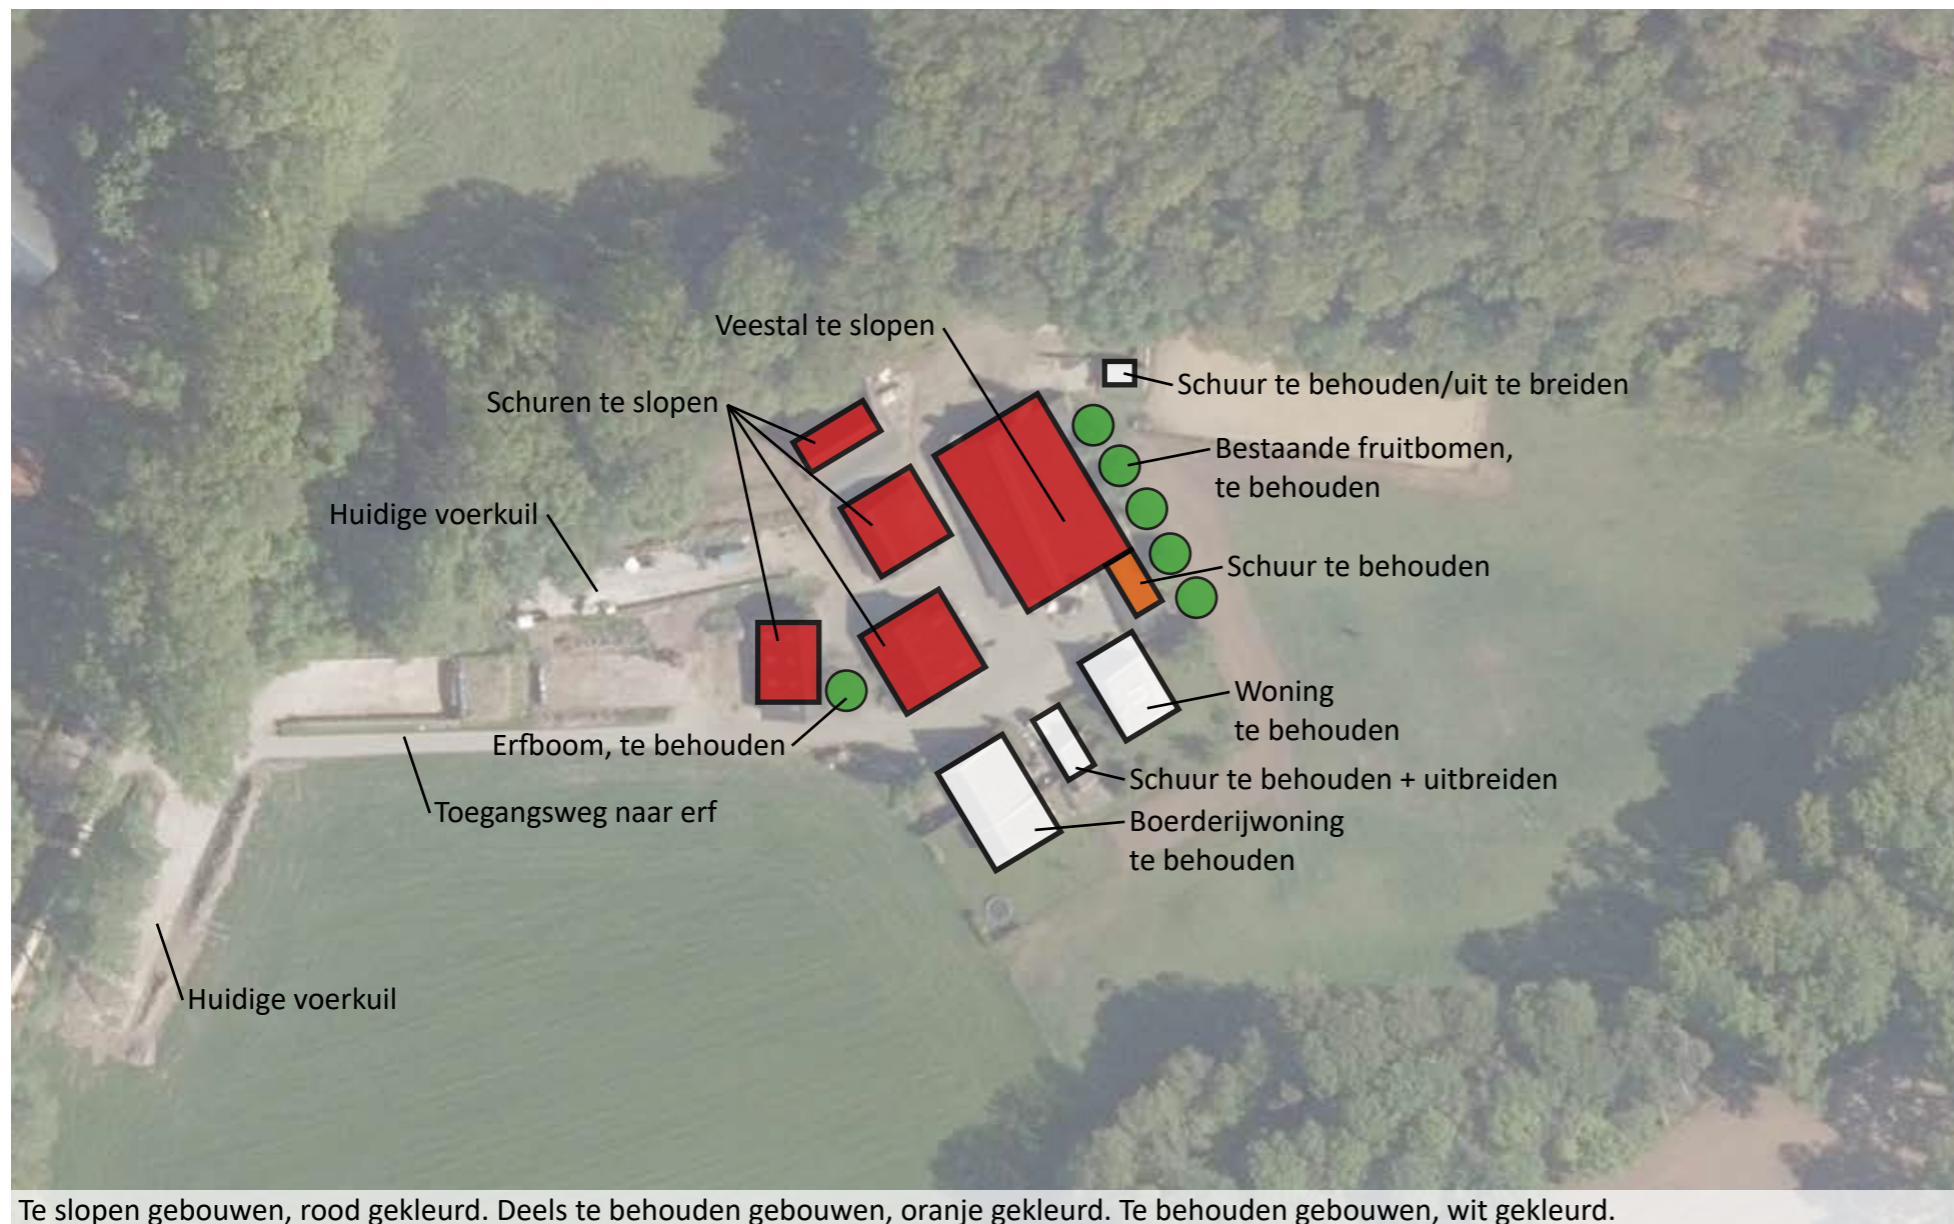 Veestal te slopen
Schuur te behouden/uit te breiden
Schuren te slopen
Bestaande fruitbomen,
te behouden
Huidige voerkuil
Schuur te behouden
Woning
te behouden
Erfboom, te behouden
Schuur te behouden + uitbreiden
Toegangsweg naar erf
Boerderijwoning
te behouden
Huidige voerkuil
Te slopen gebouwen, rood gekleurd. Deels te behouden gebouwen, oranje gekleurd. Te behouden gebouwen, wit gekleurd.